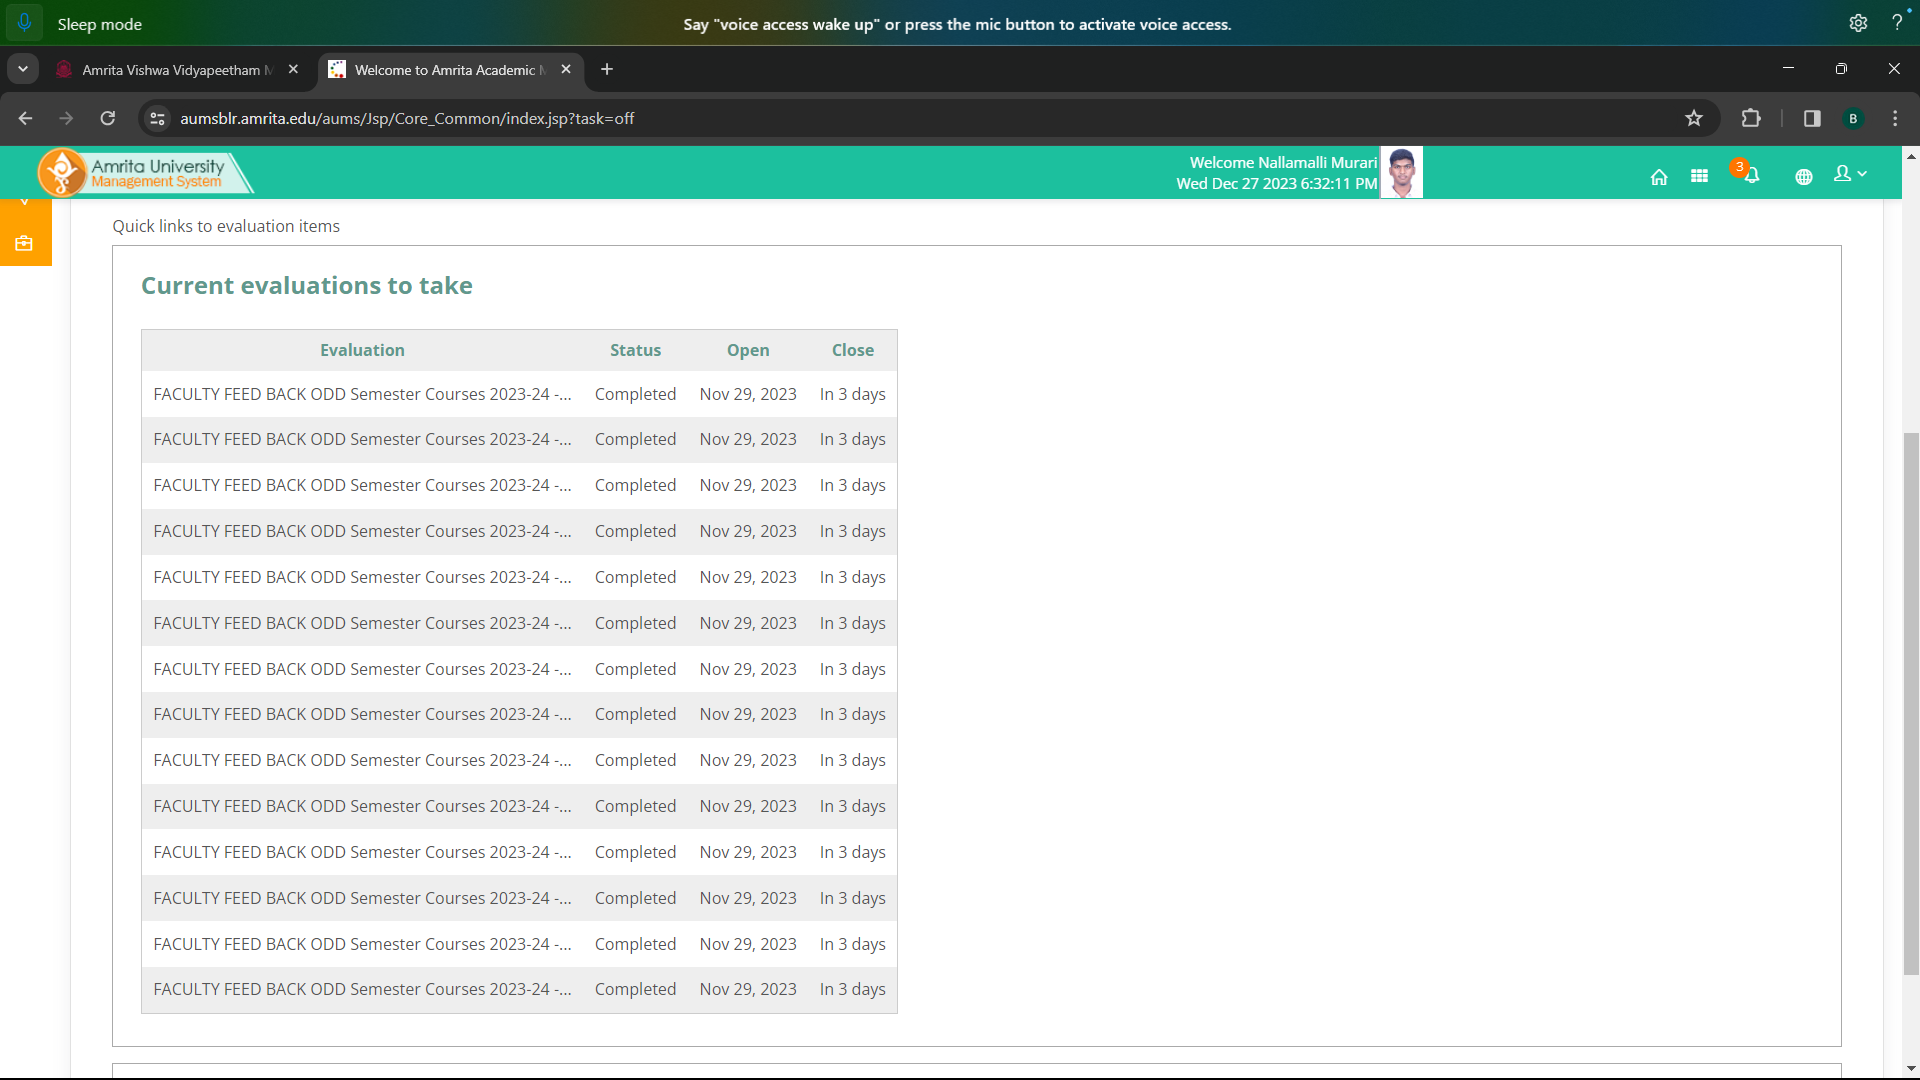 Sleep mode
Say "voice access wake up" or press the mic button to activate voice access.
Amrita Vishwa Vidyapeetham
Welcome to Amrita Academic
aumsblr.amrita.edu/aums/Jsp/Core_Common/index.jsp?task=off
B
Amrita University
Management System
Welcome Nallamalli Murari
Wed Dec 27 2023 6:32:11 PM
3
Quick links to evaluation items
Current evaluations to take
Evaluation Status Open Close
FACULTY FEED BACK ODD Semester Courses 2023-24 -... Completed Nov 29, 2023 In 3 days
FACULTY FEED BACK ODD Semester Courses 2023-24 -... Completed Nov 29, 2023 In 3 days
FACULTY FEED BACK ODD Semester Courses 2023-24 -... Completed Nov 29, 2023 In 3 days
FACULTY FEED BACK ODD Semester Courses 2023-24 -... Completed Nov 29, 2023 In 3 days
FACULTY FEED BACK ODD Semester Courses 2023-24 -... Completed Nov 29, 2023 In 3 days
FACULTY FEED BACK ODD Semester Courses 2023-24 -... Completed Nov 29, 2023 In 3 days
FACULTY FEED BACK ODD Semester Courses 2023-24 -... Completed Nov 29, 2023 In 3 days
FACULTY FEED BACK ODD Semester Courses 2023-24 -... Completed Nov 29, 2023 In 3 days
FACULTY FEED BACK ODD Semester Courses 2023-24 -... Completed Nov 29, 2023 In 3 days
FACULTY FEED BACK ODD Semester Courses 2023-24 -... Completed Nov 29, 2023 In 3 days
FACULTY FEED BACK ODD Semester Courses 2023-24 -... Completed Nov 29, 2023 In 3 days
FACULTY FEED BACK ODD Semester Courses 2023-24 -... Completed Nov 29, 2023 In 3 days
FACULTY FEED BACK ODD Semester Courses 2023-24 -... Completed Nov 29, 2023 In 3 days
FACULTY FEED BACK ODD Semester Courses 2023-24 -... Completed Nov 29, 2023 In 3 days